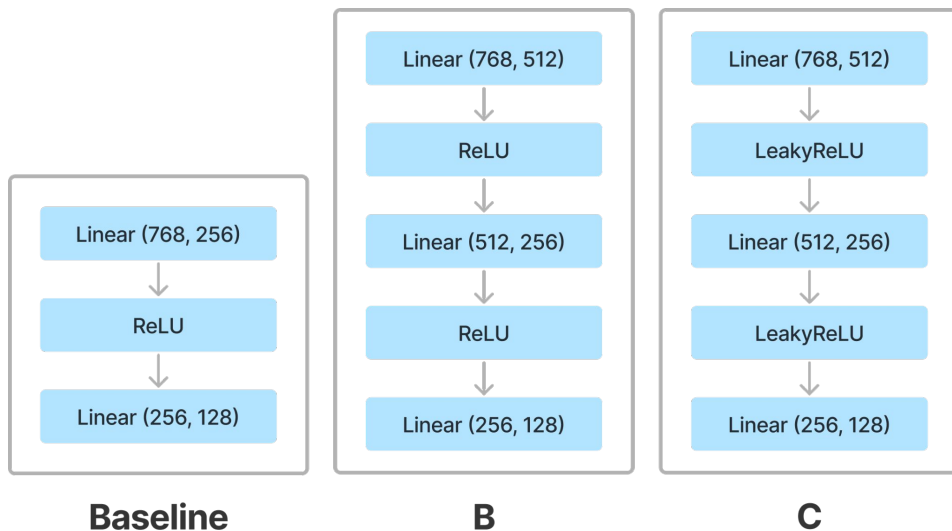 Linear (768, 256)
ReLU
Linear (256, 128)
Baseline
Linear (768, 512)
ReLU
Linear (512, 256)
ReLU
Linear (256, 128)
B
Linear (768, 512)
LeakyReLU
Linear (512, 256)
LeakyReLU
Linear (256, 128)
C